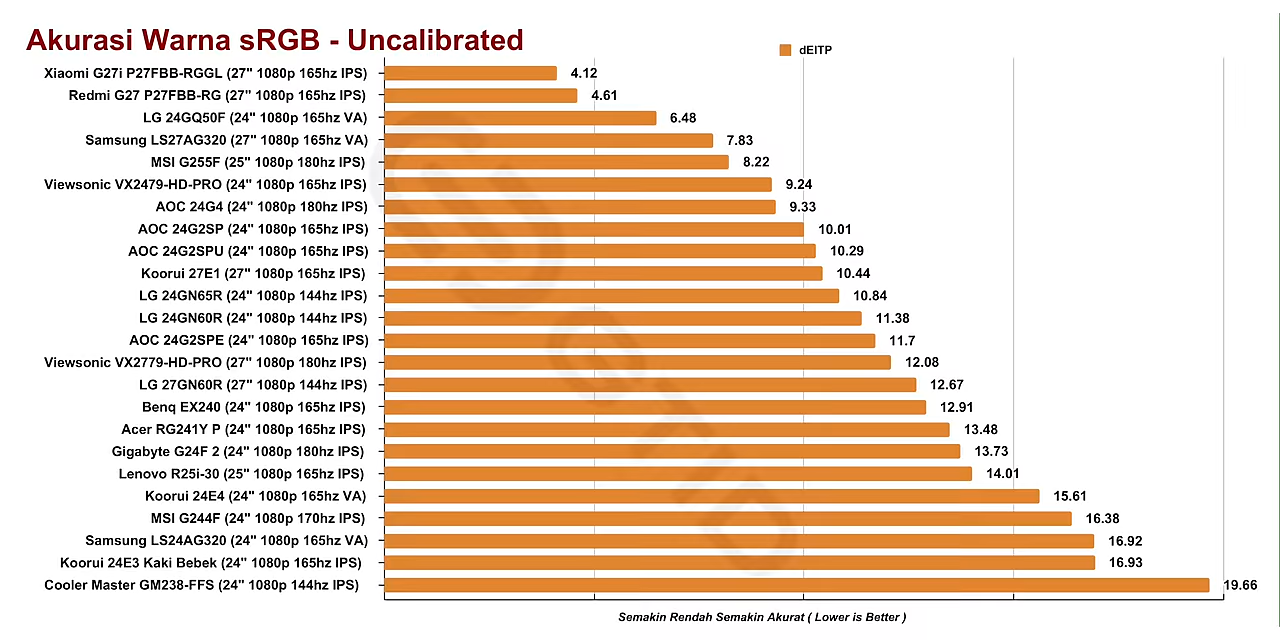 Akurasi Warna sRGB - Uncalibrated
dEITP
Xiaomi G27i P27FBB-RGGL (27" 1080p 165hz IPS) 4.12
Redmi G27 P27FBB-RG (27" 1080p 165hz IPS) 4.61
LG 24GQ50F (24" 1080p 165hz VA) 6.48
Samsung LS27AG320 (27" 1080p 165hz VA) 7.83
MSI G255F (25" 1080p 180hz IPS) 8.22
Viewsonic VX2479-HD-PRO (24" 1080p 165hz IPS) 9.24
AOC 24G4 (24" 1080p 180hz IPS) 9.33
AOC 24G2SP (24" 1080p 165hz IPS) 10.01
AOC 24G2SPU (24" 1080p 165hz IPS) 10.29
Koorui 27E1 (27" 1080p 165hz IPS) 10.44
LG 24GN65R (24" 1080p 144hz IPS) 10.84
LG 24GN60R (24" 1080p 144hz IPS) 11.38
AOC 24G2SPE (24" 1080p 165hz IPS) 11.7
Viewsonic VX2779-HD-PRO (27" 1080p 180hz IPS) 12.08
LG 27GN60R (27" 1080p 144hz IPS) 12.67
Benq EX240 (24" 1080p 165hz IPS) 12.91
Acer RG241Y P (24" 1080p 165hz IPS) 13.48
Gigabyte G24F 2 (24" 1080p 180hz IPS) 13.73
Lenovo R25i-30 (25" 1080p 165hz IPS) 14.01
Koorui 24E4 (24" 1080p 165hz VA) 15.61
MSI G244F (24" 1080p 170hz IPS) 16.38
Samsung LS24AG320 (24" 1080p 165hz VA) 16.92
Koorui 24E3 Kaki Bebek (24" 1080p 165hz IPS) 16.93
Cooler Master GM238-FFS (24" 1080p 144hz IPS) 19.66
Semakin Rendah Semakin Akurat ( Lower is Better )
GTID